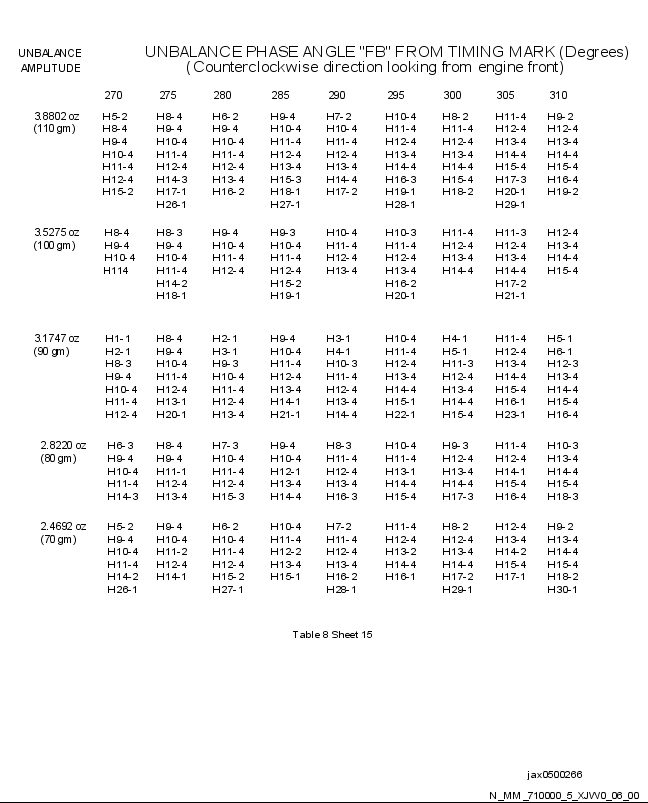 UNBALANCE PHASE ANGLE "FB" FROM TIMING MARK (Degrees)
UNBALANCE
AMPLITUDE
(Counterclockwise direction looking from engine front)
270 275 280 285 290 295 300 305 310
3.8802 oz H5-2 H8-4 H6-2 H9-4 H7-2 H10-4 H8-2 H11-4 H9-2
(110 gm) H8-4 H9-4 H9-4 H10-4 H10-4 H11-4 H11-4 H12-4 H12-4
H9-4 H10-4 H10-4 H11-4 H11-4 H12-4 H12-4 H13-4 H13-4
H10-4 H11-4 H11-4 H12-4 H12-4 H13-4 H13-4 H14-4 H14-4
H11-4 H12-4 H12-4 H13-4 H13-4 H14-4 H14-4 H15-4 H15-4
H12-4 H14-3 H13-4 H15-3 H14-4 H16-3 H15-4 H17-3 H16-4
H15-2 H17-1 H16-2 H18-1 H17-2 H19-1 H18-2 H20-1 H19-2
H26-1 H27-1 H28-1 H29-1
3.5275 oz H8-4 H8-3 H9-4 H9-3 H10-4 H10-3 H11-4 H11-3 H12-4
(100 gm) H9-4 H9-4 H10-4 H10-4 H11-4 H11-4 H12-4 H12-4 H13-4
H10-4 H10-4 H11-4 H11-4 H12-4 H12-4 H13-4 H13-4 H14-4
H114 H11-4 H12-4 H12-4 H13-4 H13-4 H14-4 H14-4 H15-4
H14-2 H15-2 H16-2 H17-2
H18-1 H19-1 H20-1 H21-1
3.1747 oz H1-1 H8-4 H2-1 H9-4 H3-1 H10-4 H4-1 H11-4 H5-1
(90 gm) H2-1 H9-4 H3-1 H10-4 H4-1 H11-4 H5-1 H12-4 H6-1
H8-3 H10-4 H9-3 H11-4 H10-3 H12-4 H11-3 H13-4 H12-3
H9-4 H11-4 H10-4 H12-4 H11-4 H13-4 H12-4 H14-4 H13-4
H10-4 H12-4 H11-4 H13-4 H12-4 H14-4 H13-4 H15-4 H14-4
H11-4 H13-1 H12-4 H14-1 H13-4 H15-1 H14-4 H16-1 H15-4
H12-4 H20-1 H13-4 H21-1 H14-4 H22-1 H15-4 H23-1 H16-4
2.8220 oz H6-3 H8-4 H7-3 H9-4 H8-3 H10-4 H9-3 H11-4 H10-3
(80 gm) H9-4 H9-4 H10-4 H10-4 H11-4 H11-4 H12-4 H12-4 H13-4
H10-4 H11-1 H11-4 H12-1 H12-4 H13-1 H13-4 H14-1 H14-4
H11-4 H12-4 H12-4 H13-4 H13-4 H14-4 H14-4 H15-4 H15-4
H14-3 H13-4 H15-3 H14-4 H16-3 H15-4 H17-3 H16-4 H18-3
2.4692 oz H5-2 H9-4 H6-2 H10-4 H7-2 H11-4 H8-2 H12-4 H9-2
(70 gm) H9-4 H10-4 H10-4 H11-4 H11-4 H12-4 H12-4 H13-4 H13-4
H10-4 H11-2 H11-4 H12-2 H12-4 H13-2 H13-4 H14-2 H14-4
H11-4 H12-4 H12-4 H13-4 H13-4 H14-4 H14-4 H15-4 H15-4
H14-2 H14-1 H15-2 H15-1 H16-2 H16-1 H17-2 H17-1 H18-2
H26-1 H27-1 H28-1 H29-1 H30-1
Table 8 Sheet 15
jax0500266
N_MM_710000_5_XJW0_06_00